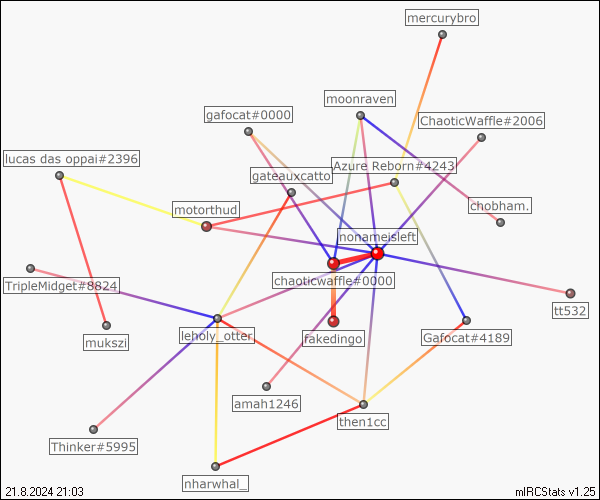 mercurybro
moonraven
gafocat#0000
ChaoticWaffle#2006
lucas das oppai#2396
Azure Reborn#4243
gateauxcatto
motorthud
chobham.
nonameisleft
chaoticwaffle#0000
TripleMidget#8824
tt532
mukszi
leholy_otter
fakedingo
Gafocat#4189
amah1246
then1cc
Thinker#5995
nharwhal_
21.8.2024 21:03
mIRCStats v1.25